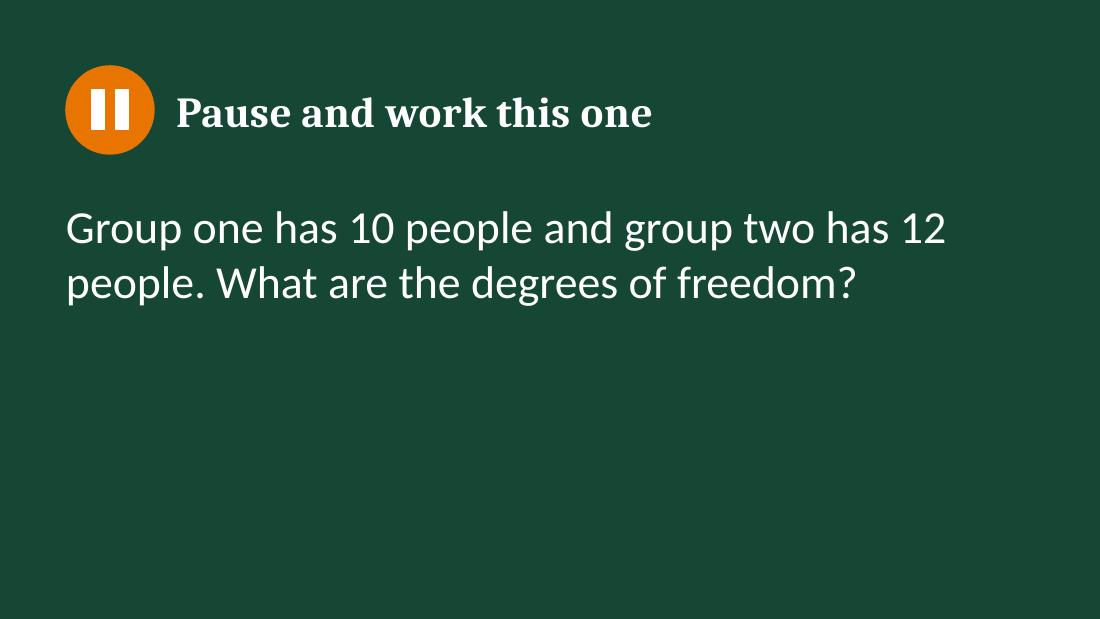 Pause and work this one
Group one has 10 people and group two has 12
people. What are the degrees of freedom?